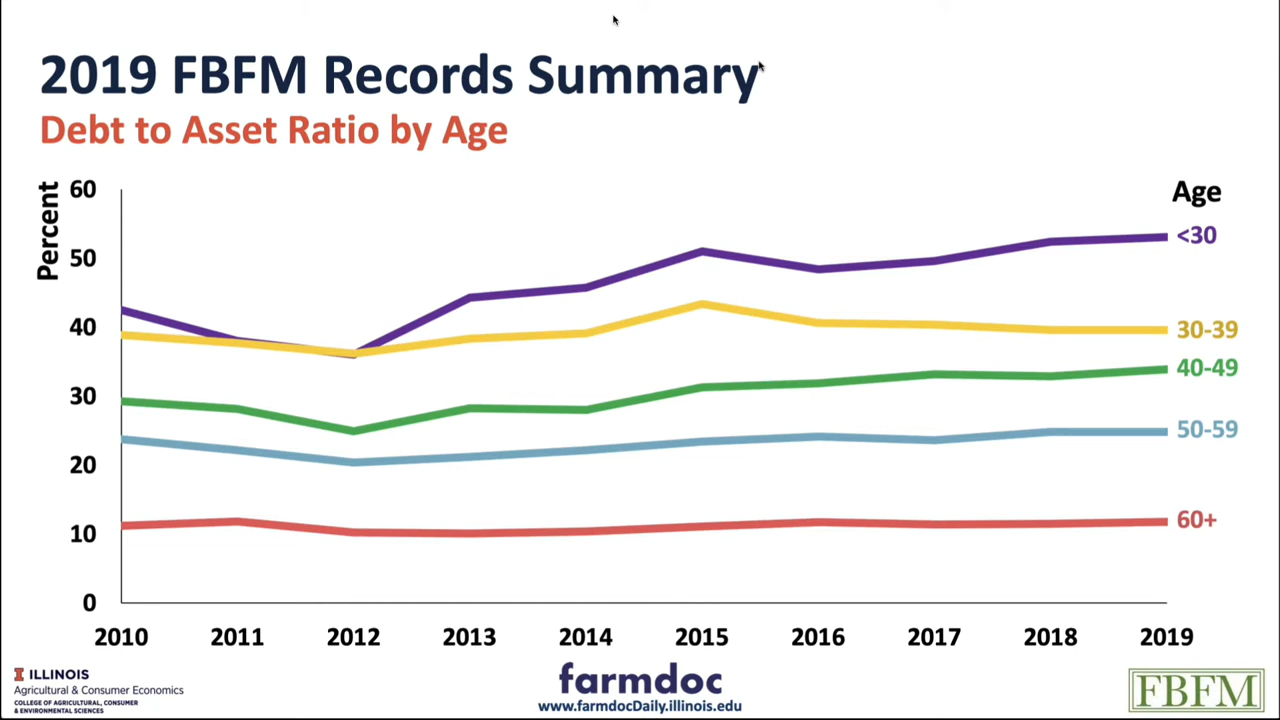 2019 FBFM Records Summary
Debt to Asset Ratio by Age
Percent
60
50
40
30
20
10
0
Age
<30
30-39
40-49
50-59
60+
2010 2011 2012 2013 2014 2015 2016 2017 2018 2019
I ILLINOIS
Agricultural & Consumer Economics
COLLEGE OF AGRICULTURAL, CONSUMER
& ENVIRONMENTAL SCIENCES
farmdoc
www.farmdocDaily.illinois.edu
FBFM